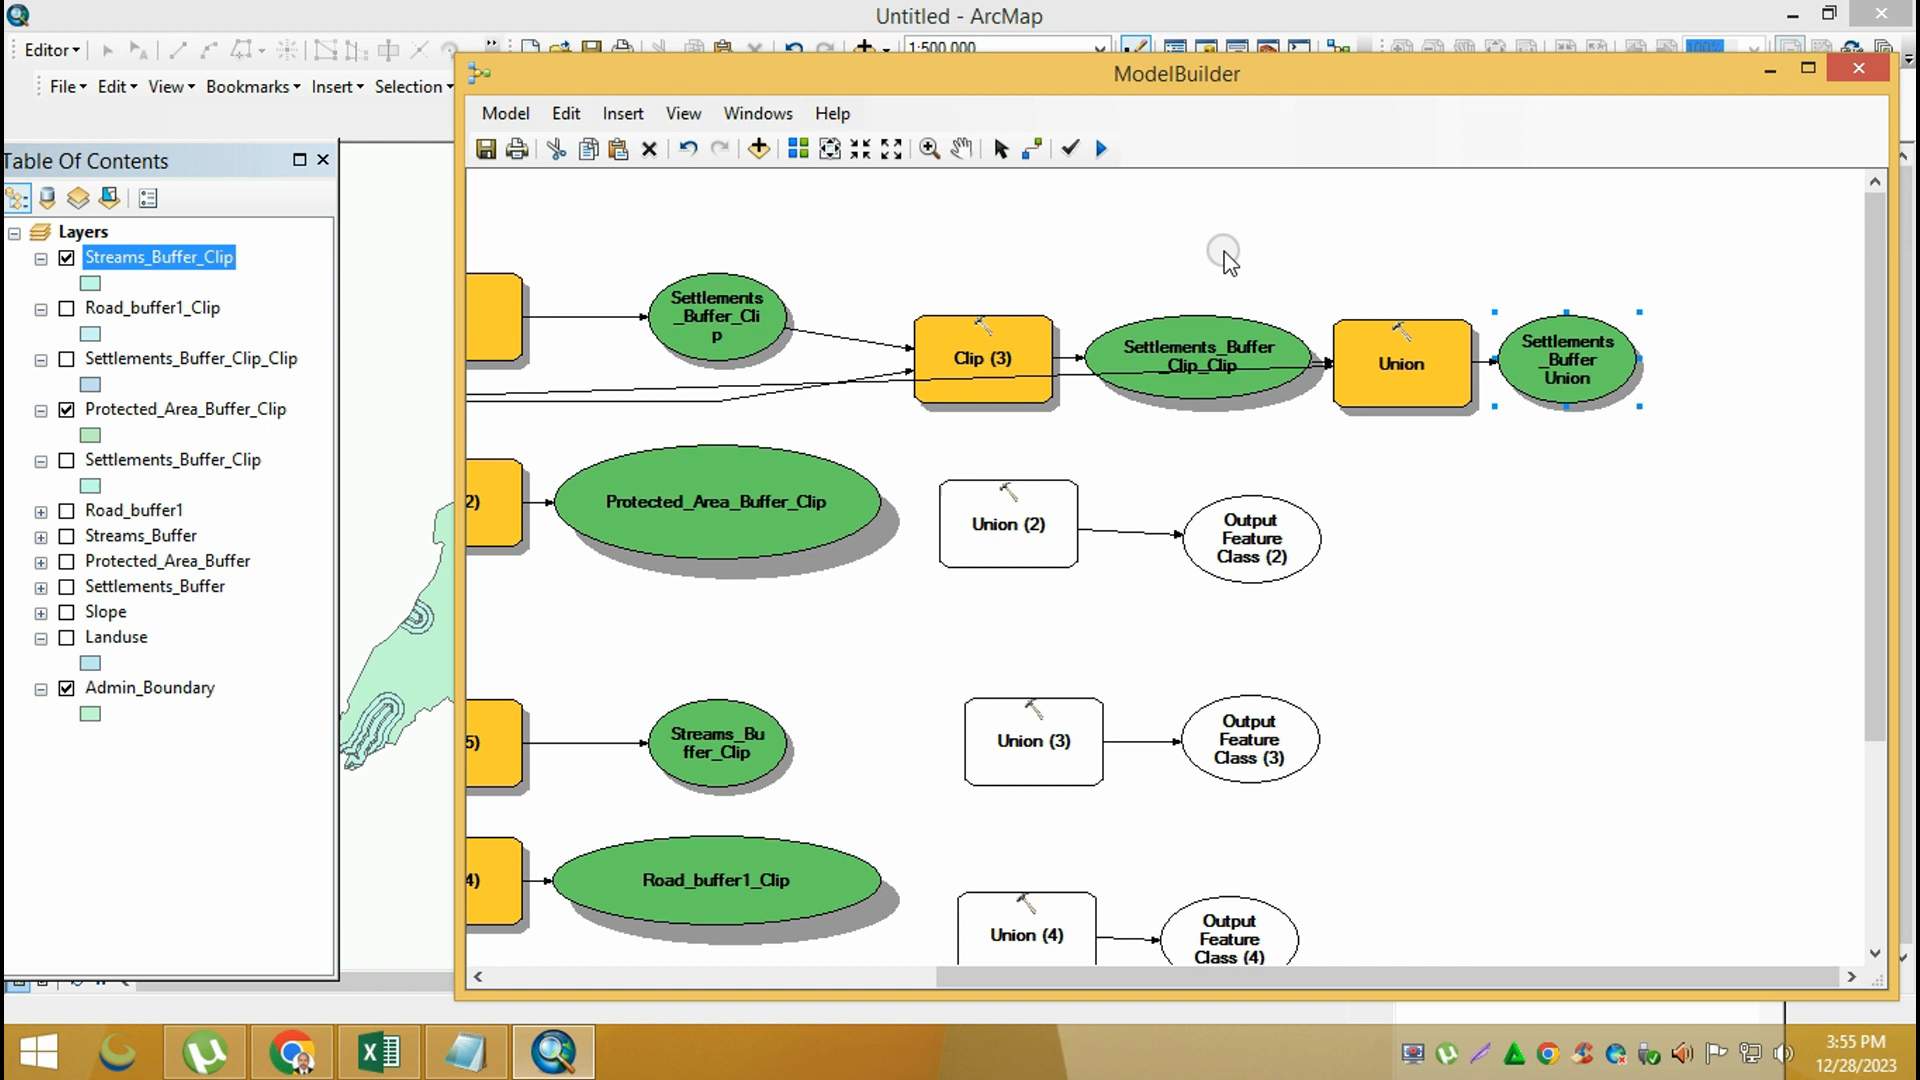 Untitled - ArcMap
Editor
1:500,000
100%
File Edit View Bookmarks Insert Selection
ModelBuilder
Model Edit Insert View Windows Help
Table Of Contents
Layers
Streams_Buffer_Clip
Road_buffer1_Clip
Settlements_Buffer_Clip_Clip
Protected_Area_Buffer_Clip
Settlements_Buffer_Clip
Road_buffer1
Streams_Buffer
Protected_Area_Buffer
Settlements_Buffer
Slope
Landuse
Admin_Boundary
Settlements
_Buffer_Cli
p
Clip (3)
Settlements_Buffer
_Clip_Clip
Union
Settlements
_Buffer
Union
2)
Protected_Area_Buffer_Clip
Union (2)
Output
Feature
Class (2)
5)
Streams_Bu
ffer_Clip
Union (3)
Output
Feature
Class (3)
4)
Road_buffer1_Clip
Union (4)
Output
Feature
Class (4)
3:55 PM
12/28/2023